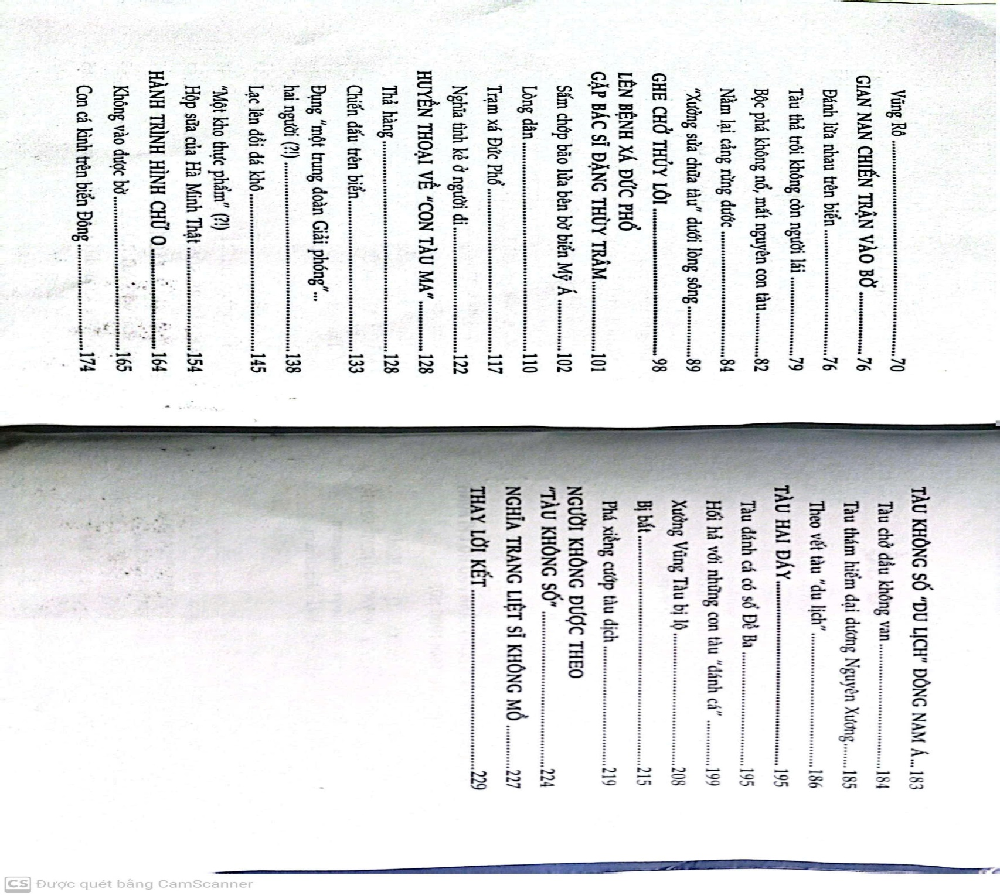 Vũng Rô ........................................................70
GIAN NAN CHIẾN TRẬN VÀO BỜ ................ 76
Đánh lừa nhau trên biển ................................76
Tàu thả trôi không còn người lái ....................79
Bộc phá không nổ, mất nguyên con tàu............82
Nằm lại cảng rừng đước ................................84
"Xưởng sửa chữa tàu" dưới lòng sông..............89
GHE CHỞ THỦY LÔI .................................... 98
LÊN BỆNH XÁ ĐỨC PHỔ
GẶP BÁC SĨ ĐẶNG THÙY TRÂM..................101
Sấm chớp bão lửa bên bờ biển Mỹ Á ..............102
Lòng dân ......................................................110
Trạm xá Đức Phổ ..........................................117
Nghĩa tình kẻ ở người đi................................122
HUYỀN THOẠI VỀ "CON TÀU MA" ............ 128
Thả hàng ......................................................128
Chiến đấu trên biển......................................133
Đụng "một trung đoàn Giải phóng"...
hai người (?!) ................................................138
Lạc lên đồi đá khô ........................................145
"Một kho thực phẩm" (?!)
Hộp sữa của Hà Minh Thật ..........................154
HÀNH TRÌNH HÌNH CHỮ O ...................... 164
Không vào được bờ ......................................165
Con cá kình trên biển Đông ..........................174
TÀU KHÔNG SỐ "DU LỊCH" ĐÔNG NAM Á... 183
Tàu chở dầu không van ................................184
Tàu thám hiểm đại dương Nguyên Xương.......185
Theo vết tàu "du lịch" ..................................186
TÀU HAI ĐÁY.............................................. 195
Tàu đánh cá có số Đề Ba ..............................195
Hối hả với những con tàu "đánh cá" ..............199
Xưởng Vũng Tàu bị lộ ..................................208
Bị bắt ..........................................................215
Phá xiềng cướp tàu địch ................................219
NGƯỜI KHÔNG ĐƯỢC THEO
"TÀU KHÔNG SỐ" ......................................224
NGHĨA TRANG LIỆT SĨ KHÔNG MỒ ..........227
THAY LỜI KẾT ............................................229
CS Được quét bằng CamScanner